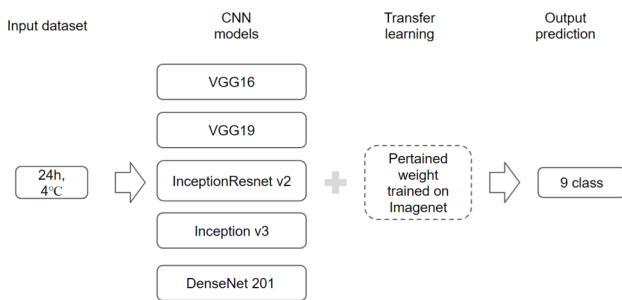 Input dataset
CNN
models
Transfer
learning
Output
prediction
VGG16
VGG19
24h,
4℃
InceptionResnet v2
Pertained
weight
trained on
Imagenet
9 class
Inception v3
DenseNet 201